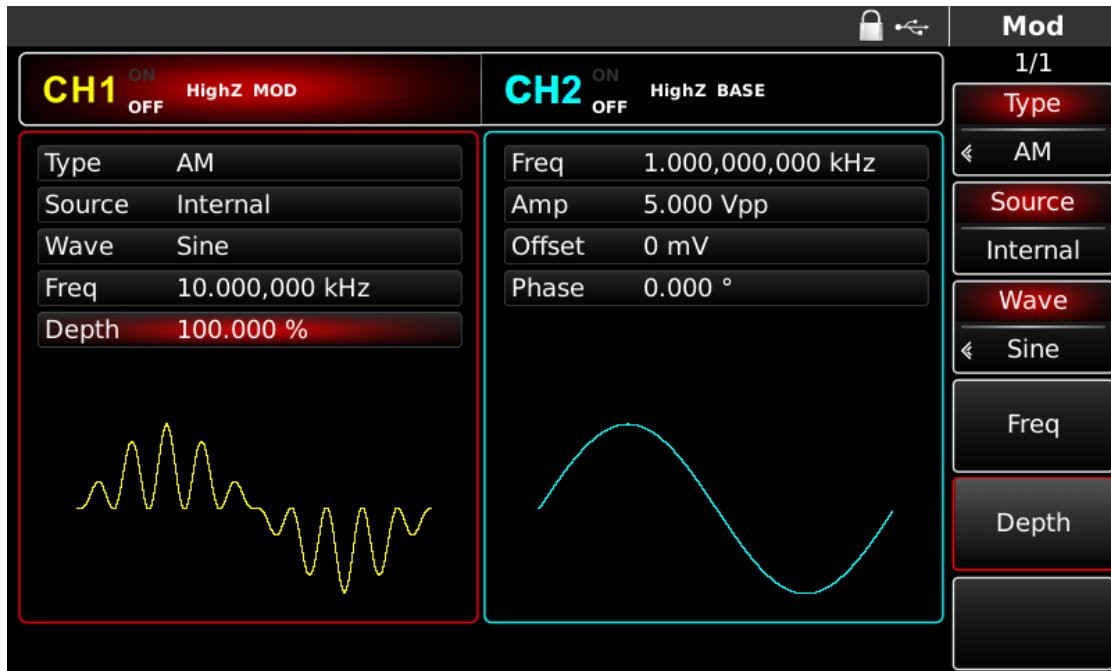 Mod
1/1
CH1 ON OFF HighZ MOD
CH2 ON OFF HighZ BASE
Type AM
Source Internal
Wave Sine
Freq 10.000,000 kHz
Depth 100.000 %
Freq 1.000,000,000 kHz
Amp 5.000 Vpp
Offset 0 mV
Phase 0.000 °
Type
AM
Source
Internal
Wave
Sine
Freq
Depth